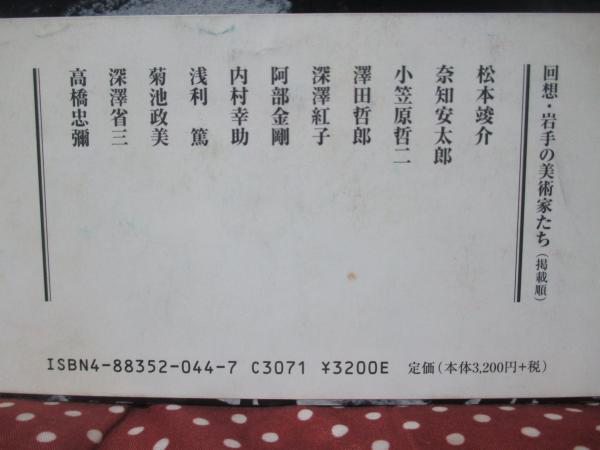 回想・岩手の美術家たち（掲載順）
松本竣介
奈知安太郎
小笠原哲二
澤田哲郎
深澤紅子
阿部金剛
内村幸助
浅利 篤
菊池政美
深澤省三
高橋忠彌
ISBN4-88352-044-7 C3071 ¥3200E 定価（本体3,200円+税）